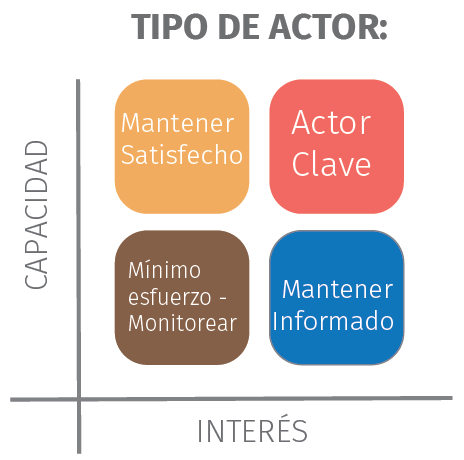 TIPO DE ACTOR:
CAPACIDAD
Mantener
Satisfecho
Actor
Clave
Mínimo
esfuerzo -
Monitorear
Mantener
Informado
INTERÉS